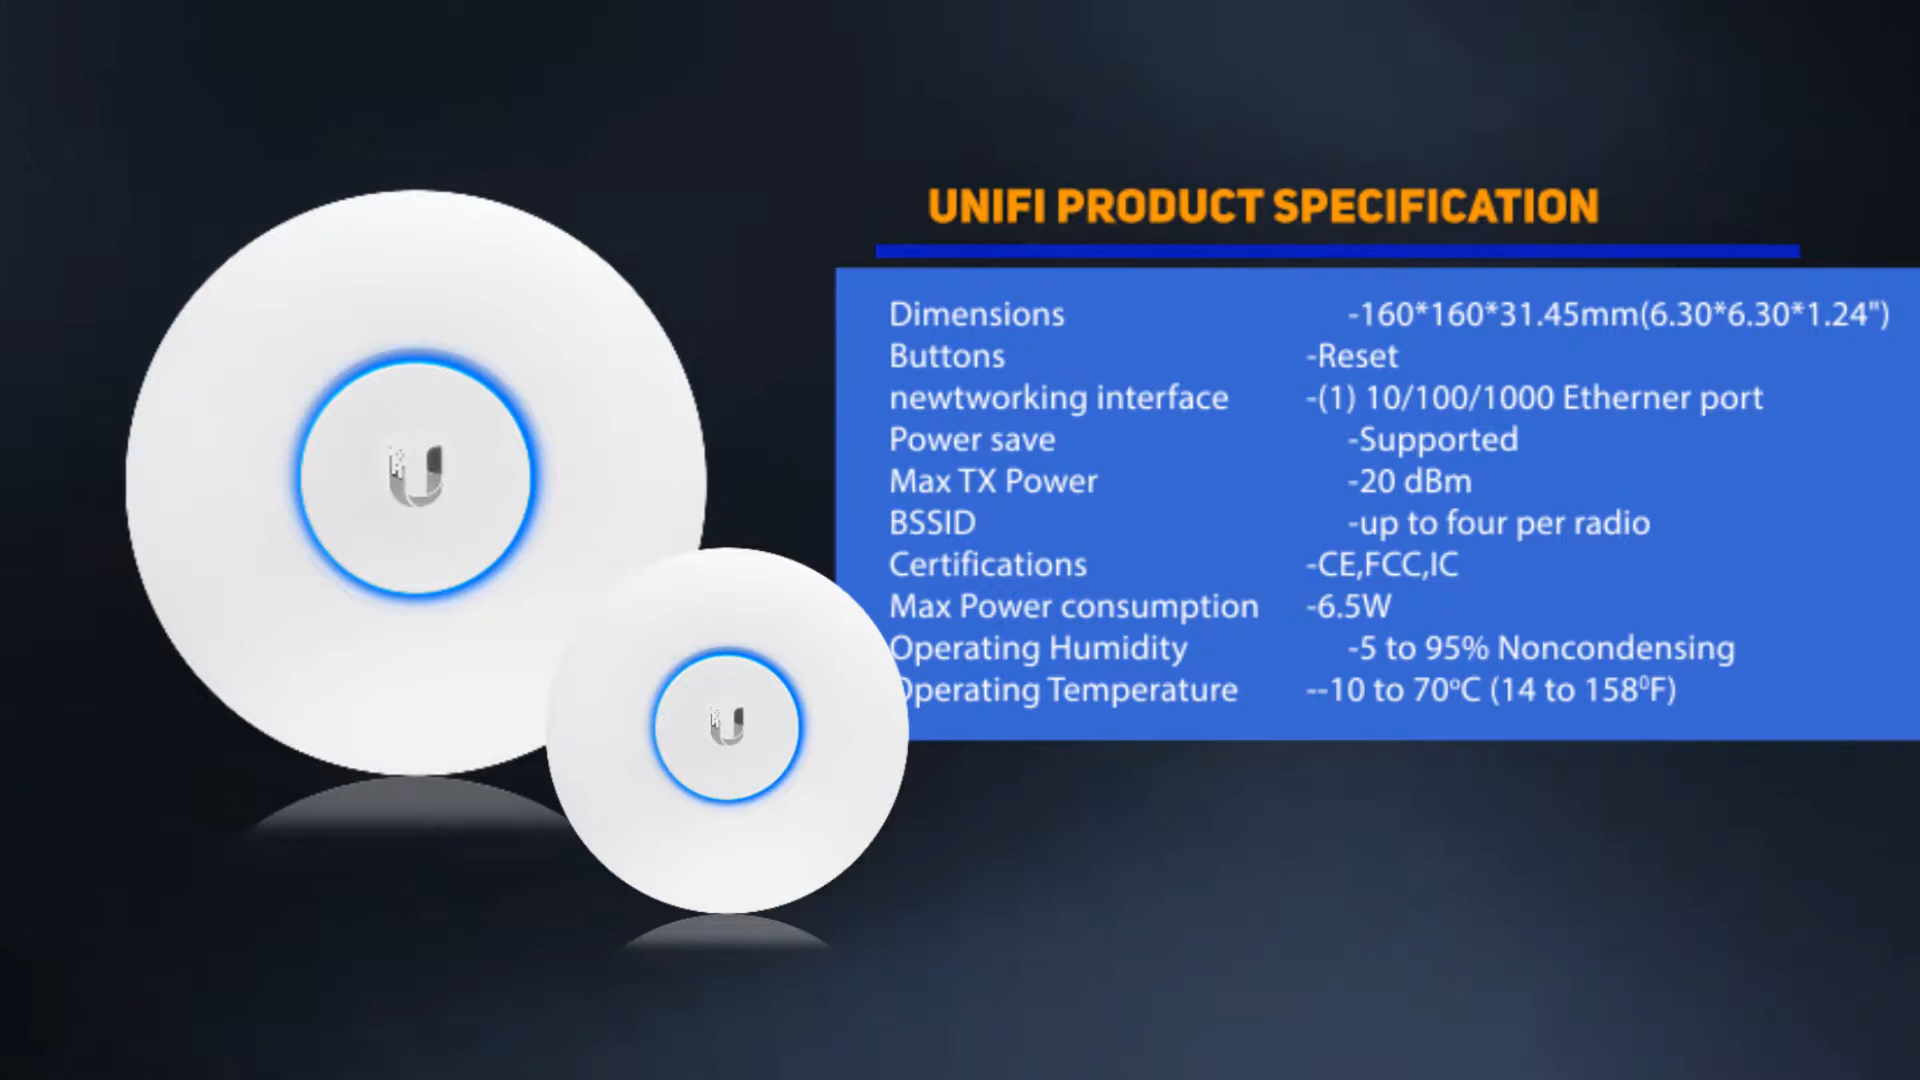 UNIFI PRODUCT SPECIFICATION
Dimensions -160*160*31.45mm(6.30*6.30*1.24")
Buttons -Reset
newtworking interface -(1) 10/100/1000 Etherner port
Power save -Supported
Max TX Power -20 dBm
BSSID -up to four per radio
Certifications -CE,FCC,IC
Max Power consumption -6.5W
Operating Humidity -5 to 95% Noncondensing
Operating Temperature --10 to 70ºC (14 to 158⁰F)